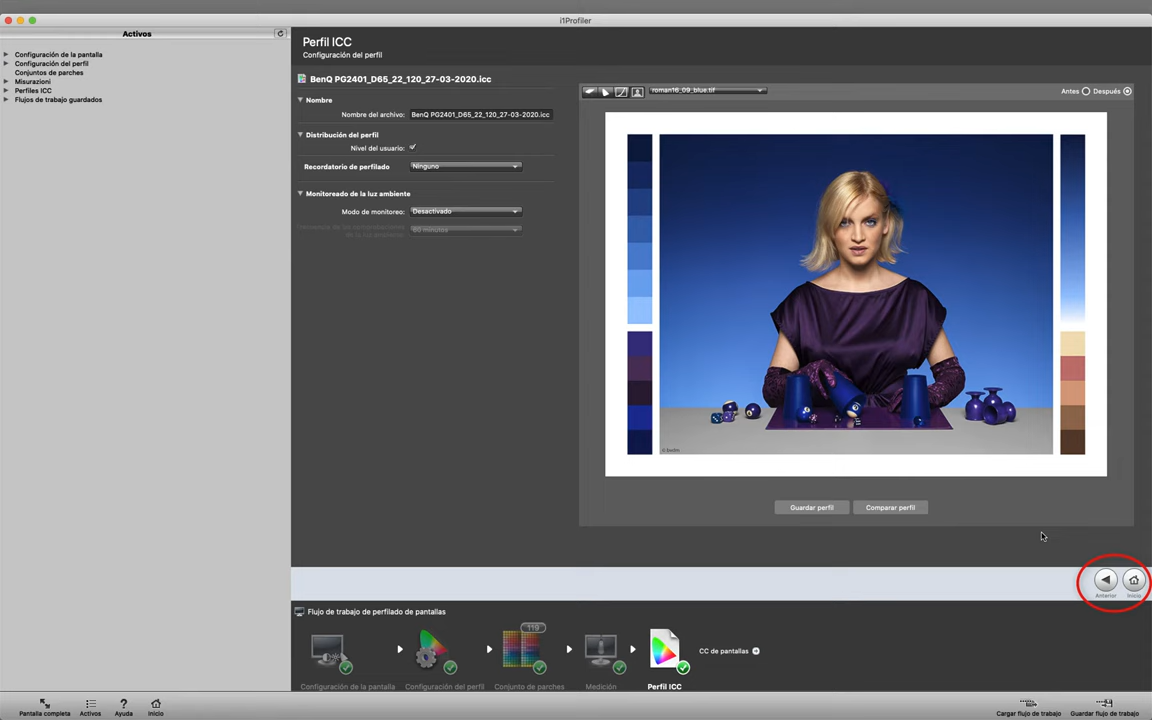 i1Profiler
Activos
Configuración de la pantalla
Configuración del perfil
Conjuntos de parches
Misurazioni
Perfiles ICC
Flujos de trabajo guardados
Perfil ICC
Configuración del perfil
BenQ PG2401_D65_22_120_27-03-2020.icc
Nombre
Nombre del archivo: BenQ PG2401_D65_22_120_27-03-2020.icc
Distribución del perfil
Nivel del usuario:
Recordatorio de perfilado Ninguno
Monitoreado de la luz ambiente
Modo de monitoreo: Desactivado
60 minutos
roman16_09_blue.tif
Antes Después
Guardar perfil Comparar perfil
Anterior Inicio
Flujo de trabajo de perfilado de pantallas
119
CC de pantallas
Configuración de la pantalla Configuración del perfil Conjunto de parches Medición Perfil ICC
Pantalla completa Activos Ayuda Inicio Cargar flujo de trabajo Guardar flujo de trabajo